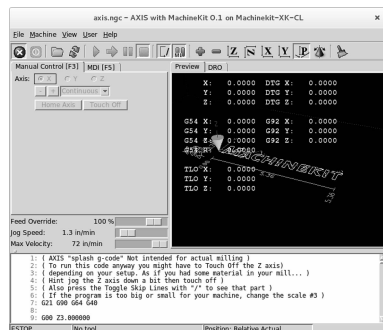 axis.ngc - AXIS with MachineKit 0.1 on Machinekit-XK-CL
File Machine View User Help
Z N X Y P
Manual Control [F3] MDI [F5]
Preview DRO
Axis: X Y Z
- + Continuous
Home Axis Touch Off
X: 0.0000 DTG X: 0.0000
Y: 0.0000 DTG Y: 0.0000
Z: 0.0000 DTG Z: 0.0000
G54 X: 0.0000 G92 X: 0.0000
G54 Y: 0.0000 G92 Y: 0.0000
G54 Z: 0.0000 G92 Z: 0.0000
G54 R: 0.0000
MACHINEKIT
TLO X: 0.0000
TLO Y: 0.0000
TLO Z: 0.0000
Feed Override: 100 %
Jog Speed: 1.3 in/min
Max Velocity: 72 in/min
1: ( AXIS "splash g-code" Not intended for actual milling )
2: ( To run this code anyway you might have to Touch Off the Z axis)
3: ( depending on your setup. As if you had some material in your mill... )
4: ( Hint jog the Z axis down a bit then touch off )
5: ( Also press the Toggle Skip Lines with "/" to see that part )
6: ( If the program is too big or small for your machine, change the scale #3 )
7: G21 G90 G64 G40
8:
9: G00 Z3.000000
ESTOP No tool Position: Relative Actual